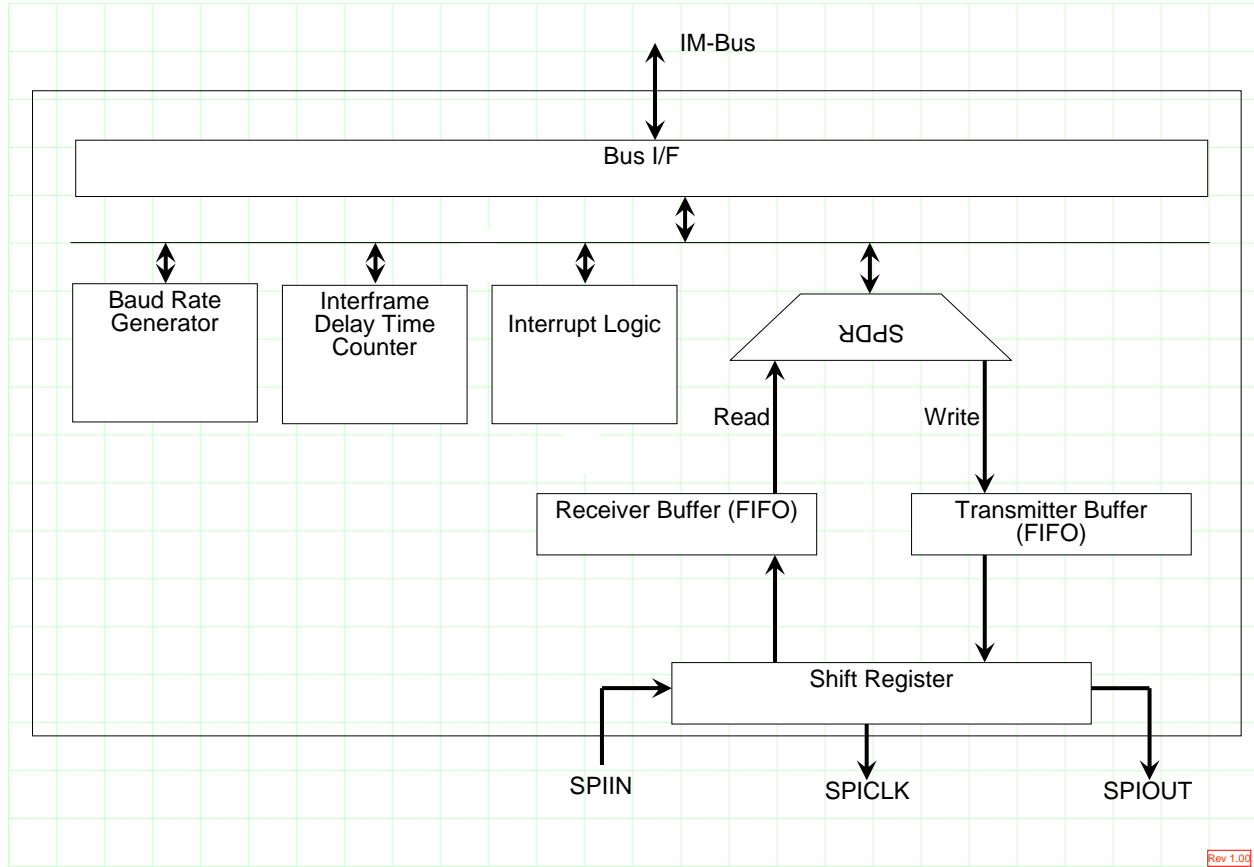 IM-Bus
Bus I/F
Baud Rate
Generator
Interframe
Delay Time
Counter
Interrupt Logic
SPDR
Read
Write
Receiver Buffer (FIFO)
Transmitter Buffer
(FIFO)
Shift Register
SPIIN
SPICLK
SPIOUT
Rev 1.00